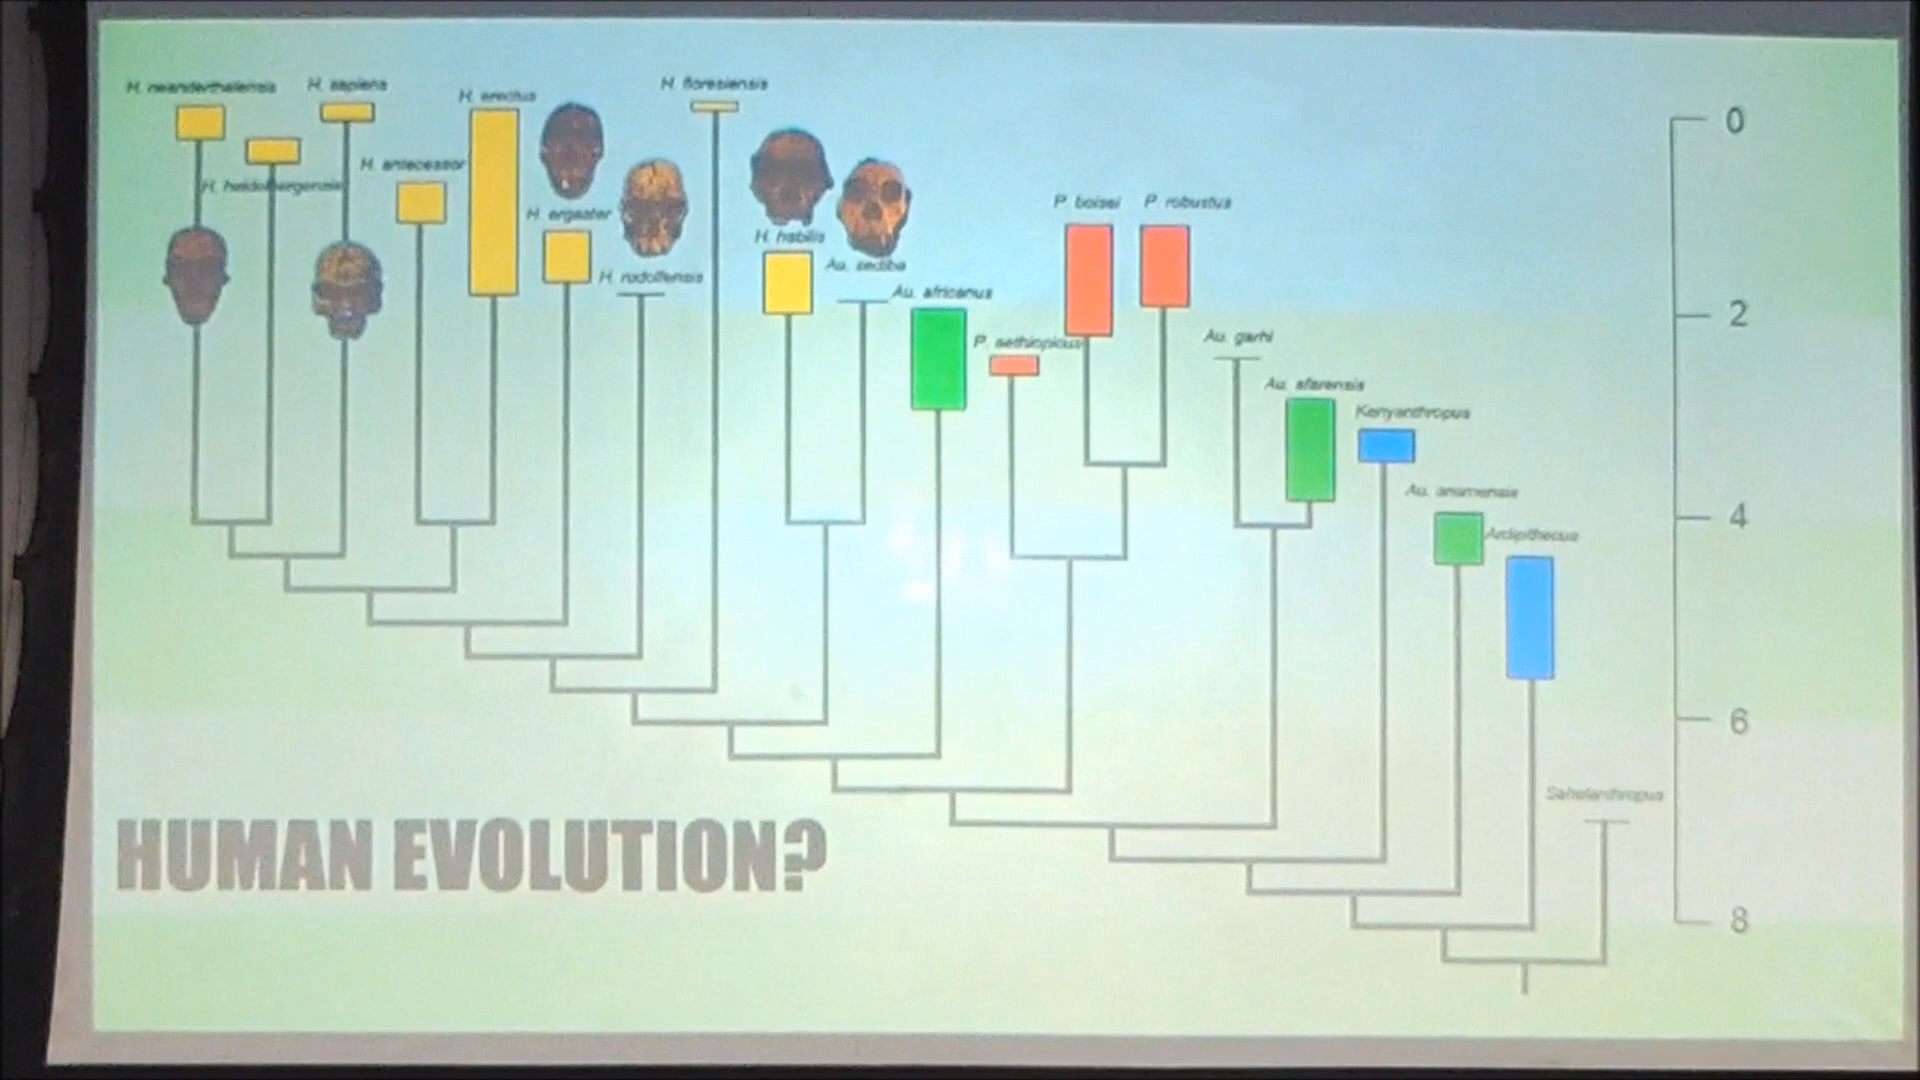 H. neanderthalensis
H. sapiens
H. erectus
H. floresiensis
H. heidelbergensis
H. antecessor
H. ergaster
H. rudolfensis
H. habilis
Au. sediba
Au. africanus
P. aethiopicus
P. boisei
P. robustus
Au. garhi
Au. afarensis
Kenyanthropus
Au. anamensis
Ardipithecus
Sahelanthropus
0
2
4
6
8
HUMAN EVOLUTION?